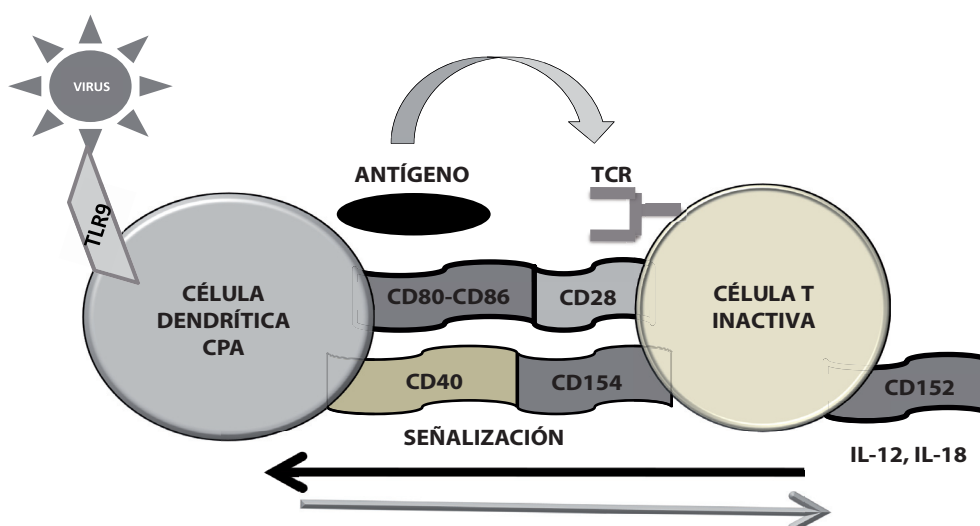 VIRUS
TLR9
ANTÍGENO
TCR
CÉLULA
DENDRÍTICA
CPA
CD80-CD86
CD28
CÉLULA T
INACTIVA
CD40
CD154
CD152
SEÑALIZACIÓN
IL-12, IL-18